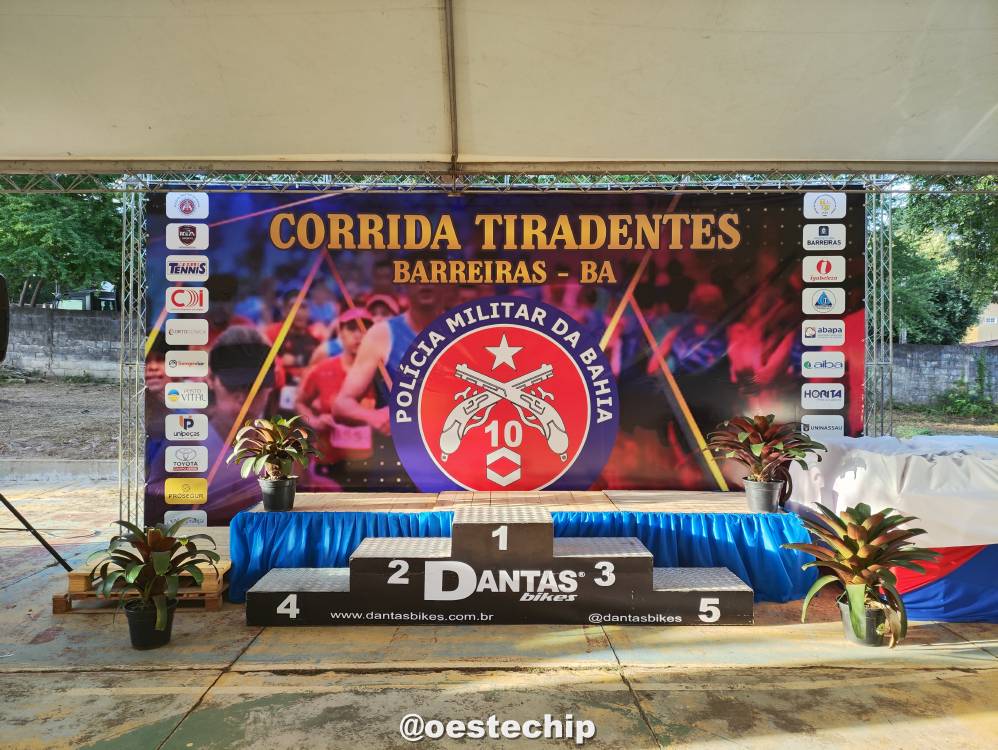 CORRIDA TIRADENTES
BARREIRAS - BA
POLÍCIA MILITAR DA BAHIA
10
TENNIS
CDI
VITAL
unipeças
TOYOTA
PROSEGUR
BARREIRAS
abapa
aiba
HORITA
UNINASSAU
1
2
3
4
5
DANTAS®
bikes
www.dantasbikes.com.br
@dantasbikes
@oestechip